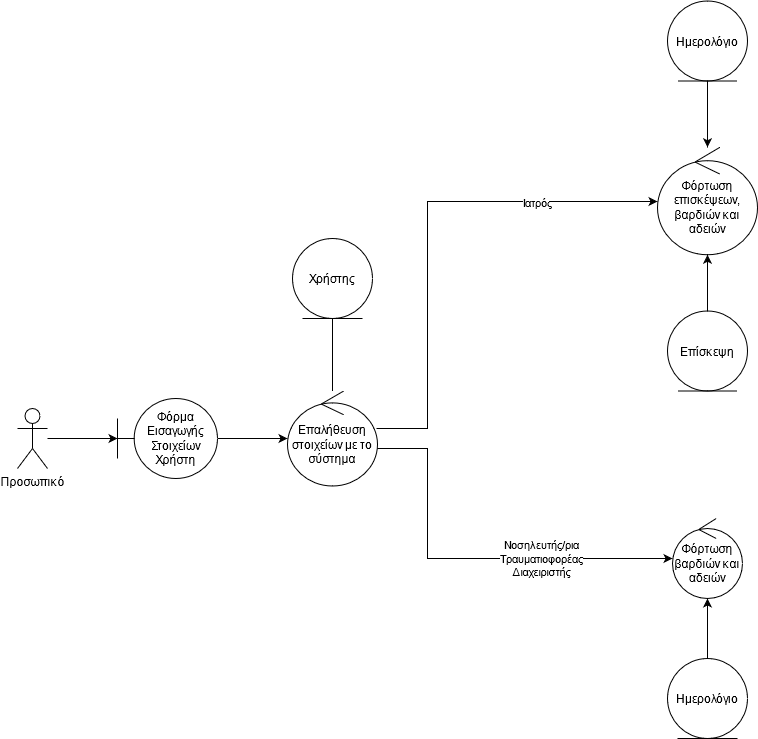 Ημερολόγιο
Φόρτωση
επισκέψεων,
βαρδιών και
αδειών
Ιατρός
Χρήστης
Επίσκεψη
Φόρμα
Εισαγωγής
Στοιχείων
Χρήστη
Επαλήθευση
στοιχείων με το
σύστημα
Προσωπικό
Νοσηλευτής/ρια
Τραυματιοφορέας
Διαχειριστής
Φόρτωση
βαρδιών και
αδειών
Ημερολόγιο